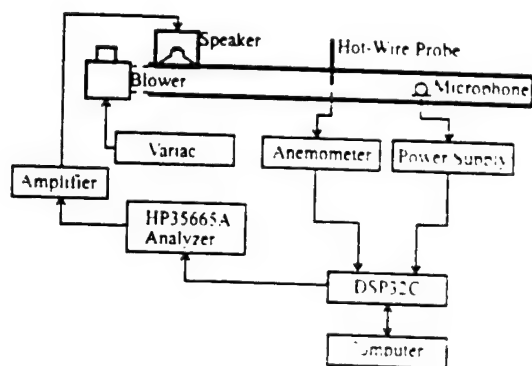 Speaker
Hot-Wire Probe
Blower
Microphone
Variac
Anemometer
Power Supply
Amplifier
HP35665A
Analyzer
DSP32C
Computer